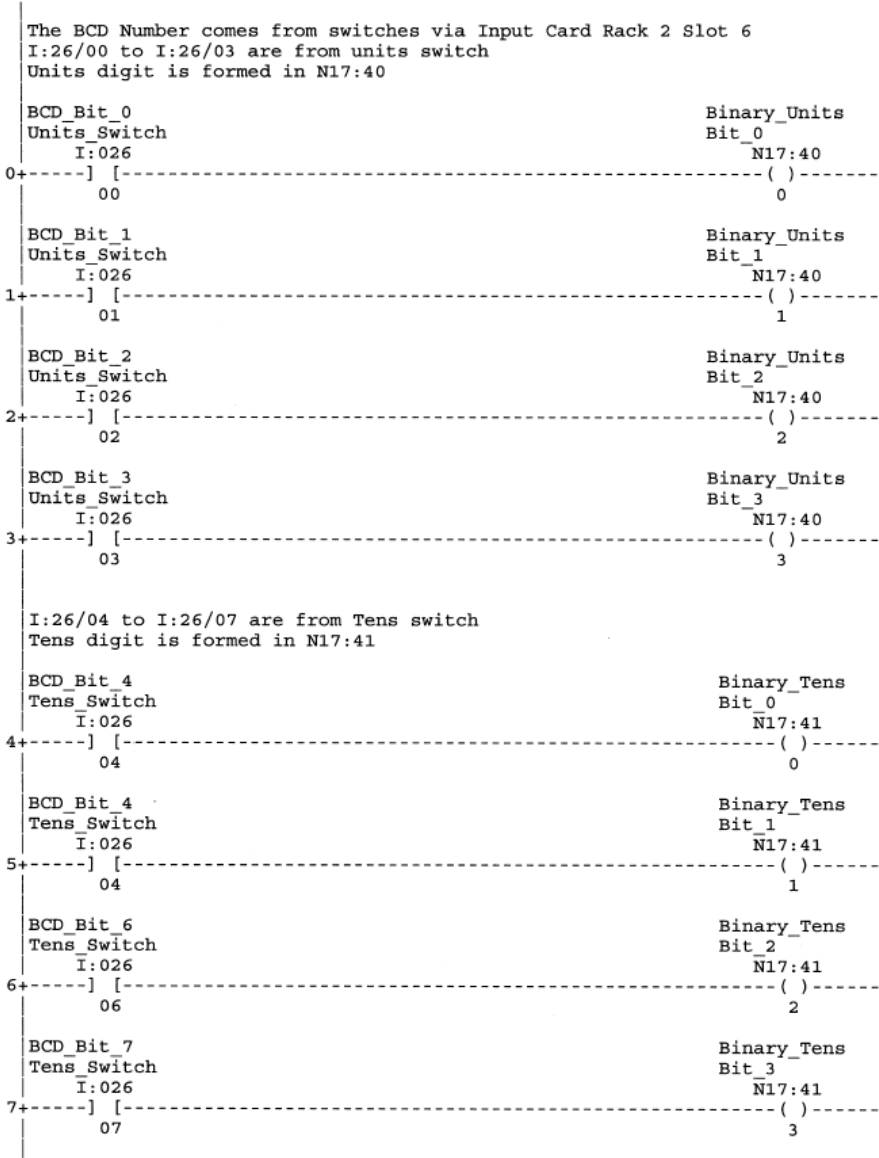 The BCD Number comes from switches via Input Card Rack 2 Slot 6
I:26/00 to I:26/03 are from units switch
Units digit is formed in N17:40
BCD_Bit_0 Binary_Units
Units_Switch Bit_0
I:026 N17:40
0+-----] [--------------------------------------------------------( )-------
00 0
BCD_Bit_1 Binary_Units
Units_Switch Bit_1
I:026 N17:40
1+-----] [--------------------------------------------------------( )-------
01 1
BCD_Bit_2 Binary_Units
Units_Switch Bit_2
I:026 N17:40
2+-----] [--------------------------------------------------------( )-------
02 2
BCD_Bit_3 Binary_Units
Units_Switch Bit_3
I:026 N17:40
3+-----] [--------------------------------------------------------( )-------
03 3
I:26/04 to I:26/07 are from Tens switch
Tens digit is formed in N17:41
BCD_Bit_4 Binary_Tens
Tens_Switch Bit_0
I:026 N17:41
4+-----] [---------------------------------------------------------( )------
04 0
BCD_Bit_4 Binary_Tens
Tens_Switch Bit_1
I:026 N17:41
5+-----] [---------------------------------------------------------( )------
04 1
BCD_Bit_6 Binary_Tens
Tens_Switch Bit_2
I:026 N17:41
6+-----] [---------------------------------------------------------( )------
06 2
BCD_Bit_7 Binary_Tens
Tens_Switch Bit_3
I:026 N17:41
7+-----] [---------------------------------------------------------( )------
07 3